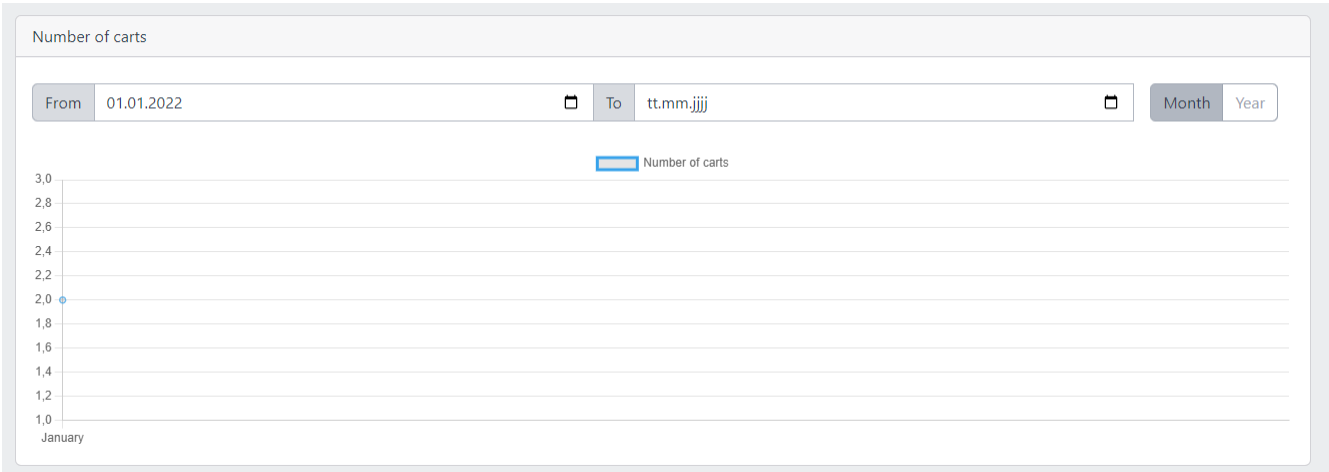 Number of carts
From 01.01.2022 To tt.mm.jjjj Month Year
Number of carts
3,0
2,8
2,6
2,4
2,2
2,0
1,8
1,6
1,4
1,2
1,0
January